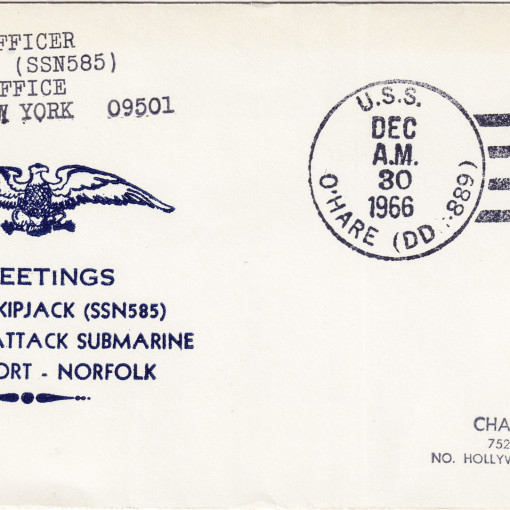 FFICER
(SSN585)
FFICE
W YORK 09501
U.S.S.
DEC
A.M.
30
1966
O'HARE (DD 889)
EETINGS
KIPJACK (SSN585)
ATTACK SUBMARINE
ORT - NORFOLK
CHA
752
NO. HOLLYW